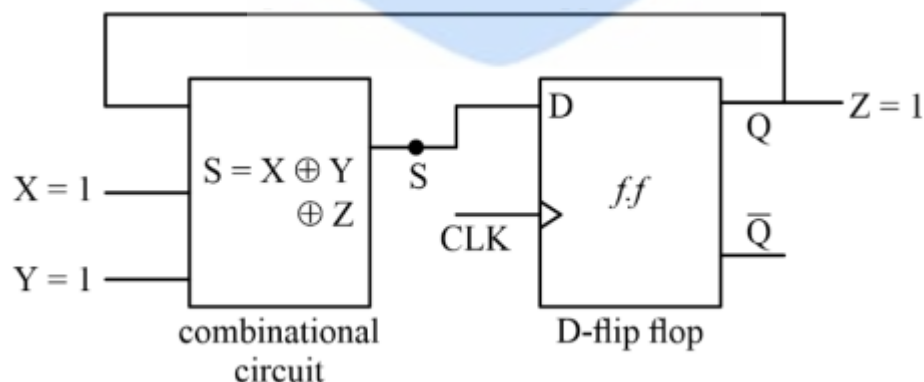 D
Q
Z = 1
S = X ⊕ Y
⊕ Z
S
X = 1
f.f
CLK
Q̅
Y = 1
combinational
circuit
D-flip flop